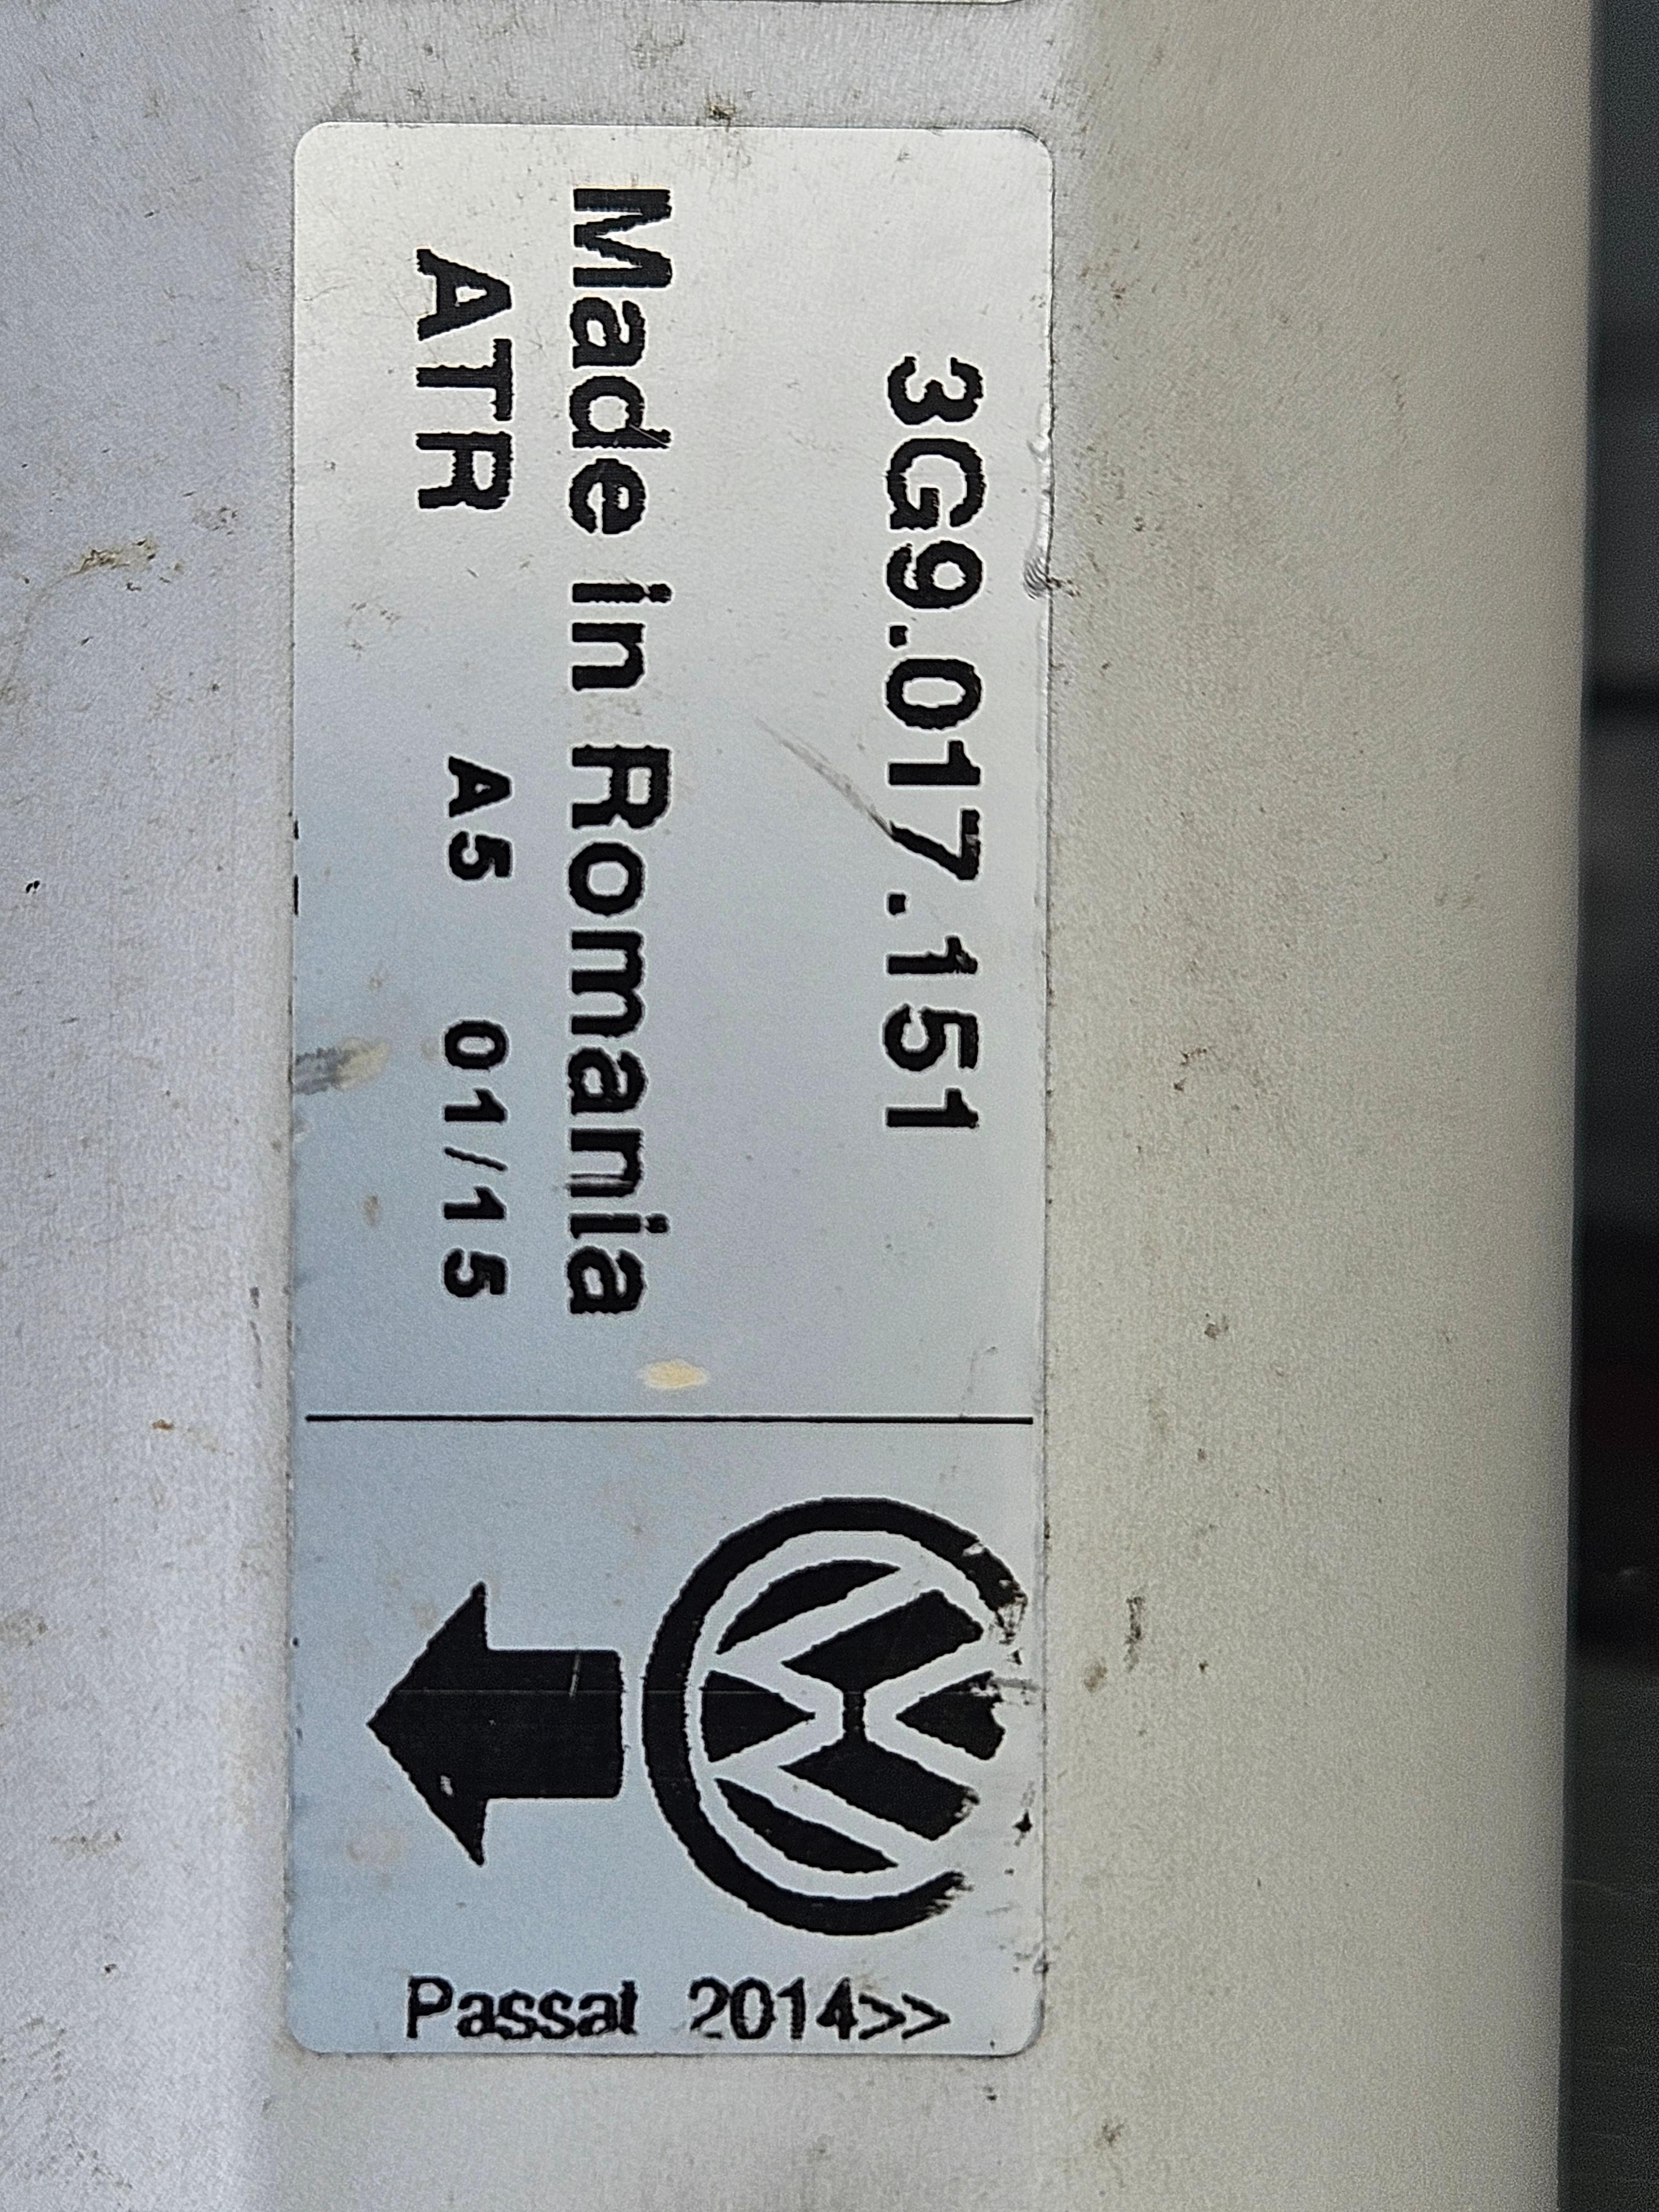 3G9.017.151
Made in Romania
ATR A5 01/15
Passat 2014>>